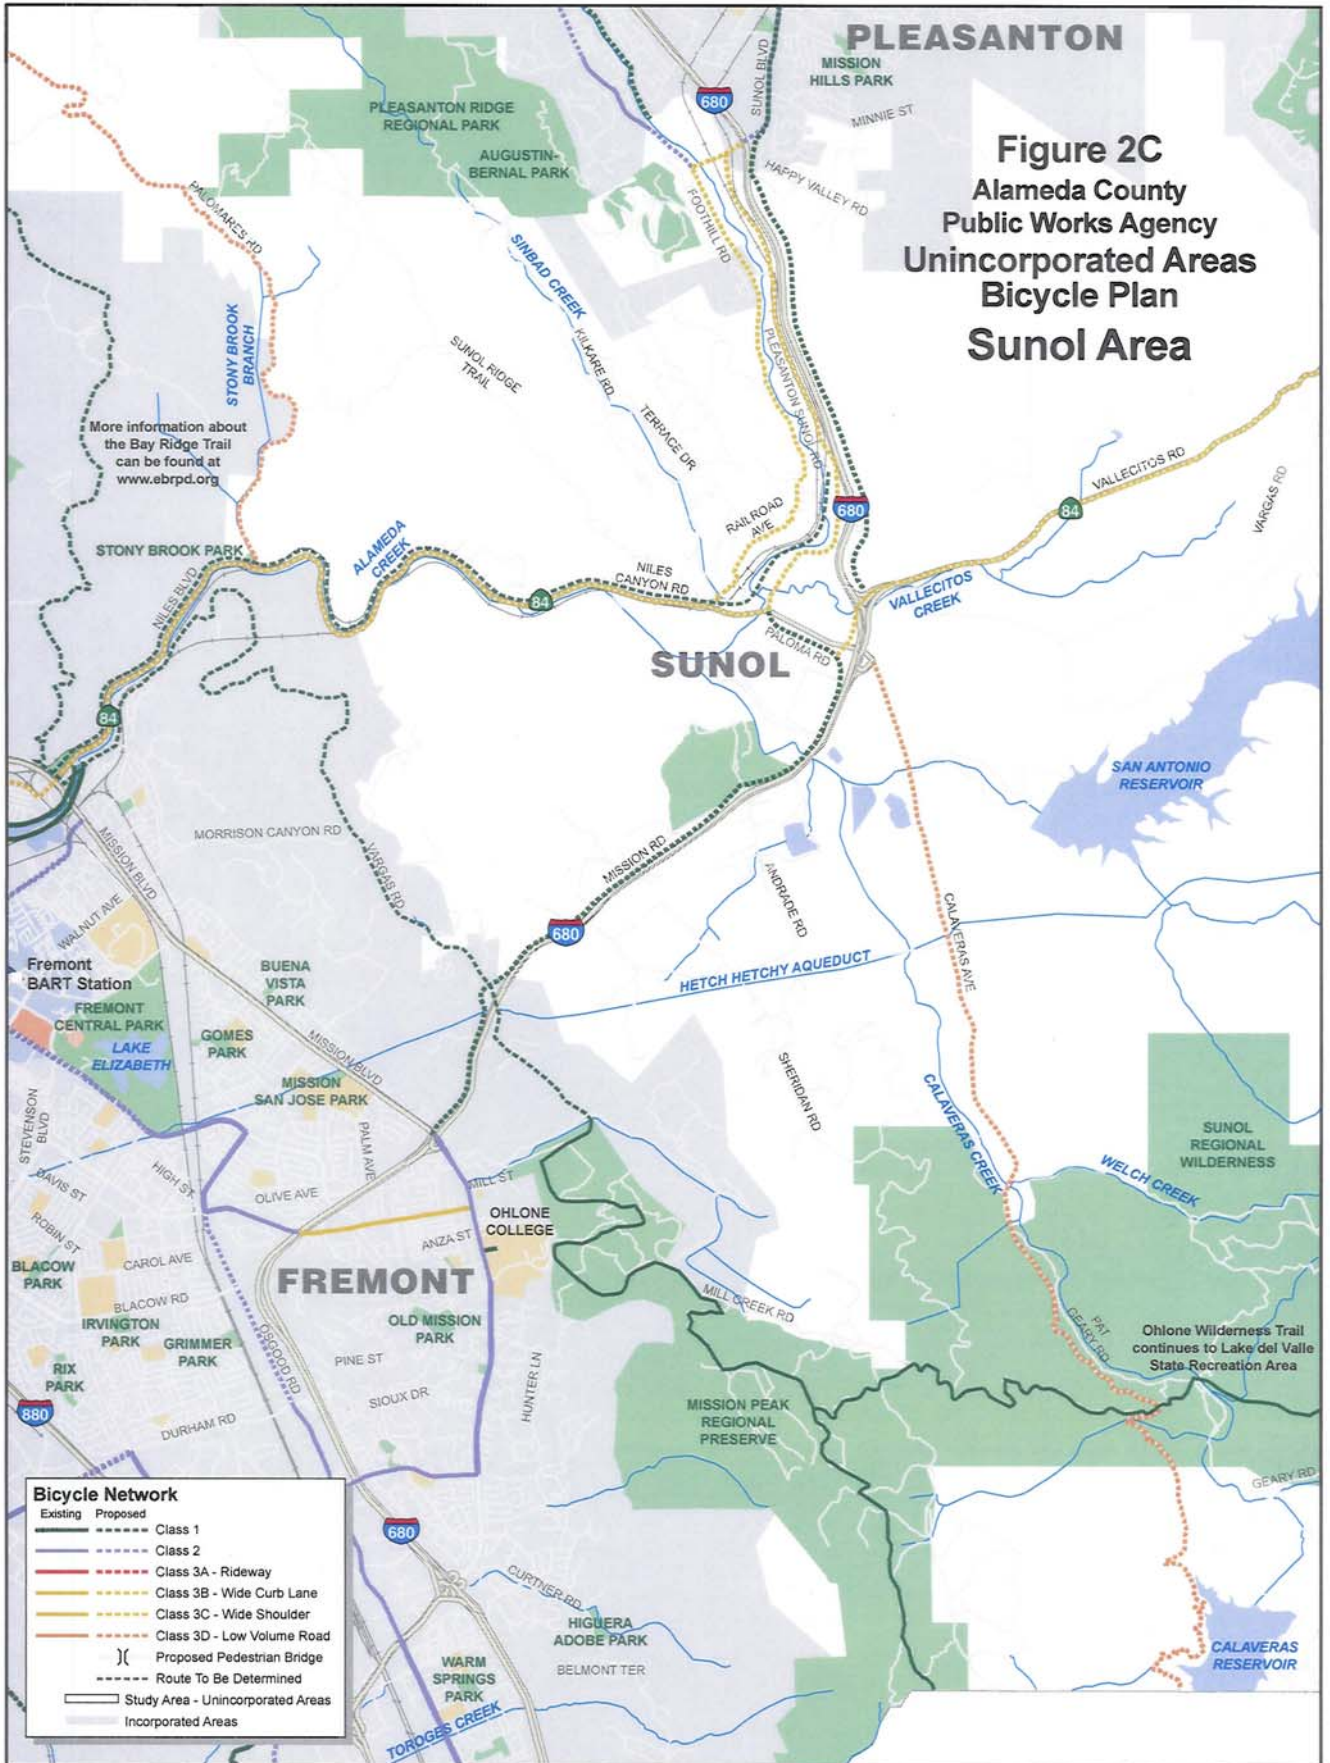 PLEASANTON
MISSION
HILLS PARK
MINNIE ST
SUNOL BLVD
680
PLEASANTON RIDGE
REGIONAL PARK
AUGUSTIN-
BERNAL PARK
Figure 2C
Alameda County
Public Works Agency
Unincorporated Areas
Bicycle Plan
Sunol Area
HAPPY VALLEY RD
FOOTHILL RD
PALOMARES RD
SINBAD CREEK
STONY BROOK
BRANCH
KILKARE RD
SUNOL RIDGE
TRAIL
PLEASANTON SUNOL RD
TERRACE DR
More information about
the Bay Ridge Trail
can be found at
www.ebrpd.org
VALLECITOS RD
VARGAS RD
84
680
RAILROAD
AVE
STONY BROOK PARK
ALAMEDA
CREEK
NILES
CANYON RD
84
NILES BLVD
VALLECITOS
CREEK
PALOMA RD
SUNOL
84
SAN ANTONIO
RESERVOIR
MORRISON CANYON RD
MISSION BLVD
VARGAS RD
MISSION RD
ANDRADE RD
CALAVERAS AVE
WALNUT AVE
680
Fremont
BART Station
BUENA
VISTA
PARK
HETCH HETCHY AQUEDUCT
FREMONT
CENTRAL PARK
LAKE
ELIZABETH
GOMES
PARK
MISSION BLVD
MISSION
SAN JOSE PARK
SHERIDAN RD
CALAVERAS CREEK
STEVENSON
BLVD
PALM AVE
SUNOL
REGIONAL
WILDERNESS
WELCH CREEK
DAVIS ST
HIGH ST
OLIVE AVE
MILL ST
OHLONE
COLLEGE
ROBIN ST
ANZA ST
BLACOW
PARK
CAROL AVE
FREMONT
MILL CREEK RD
BLACOW RD
IRVINGTON
PARK
GRIMMER
PARK
OLD MISSION
PARK
PAT
GEARY RD
Ohlone Wilderness Trail
continues to Lake del Valle
State Recreation Area
OSGOOD RD
PINE ST
RIX
PARK
SIOUX DR
HUNTER LN
MISSION PEAK
REGIONAL
PRESERVE
880
DURHAM RD
GEARY RD
Bicycle Network
Existing Proposed
Class 1
Class 2
Class 3A - Rideway
Class 3B - Wide Curb Lane
Class 3C - Wide Shoulder
Class 3D - Low Volume Road
Proposed Pedestrian Bridge
Route To Be Determined
Study Area - Unincorporated Areas
Incorporated Areas
680
CURTNER RD
HIGUERA
ADOBE PARK
BELMONT TER
WARM
SPRINGS
PARK
TOROGES CREEK
CALAVERAS
RESERVOIR